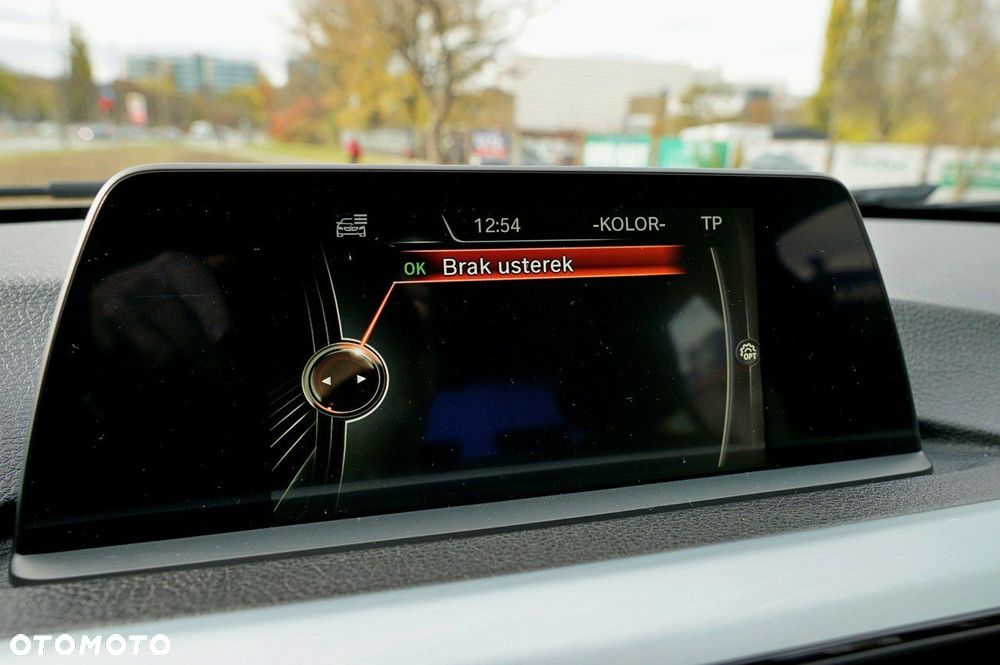 12:54 -KOLOR- TP
OK Brak usterek
OPT
OTOMOTO